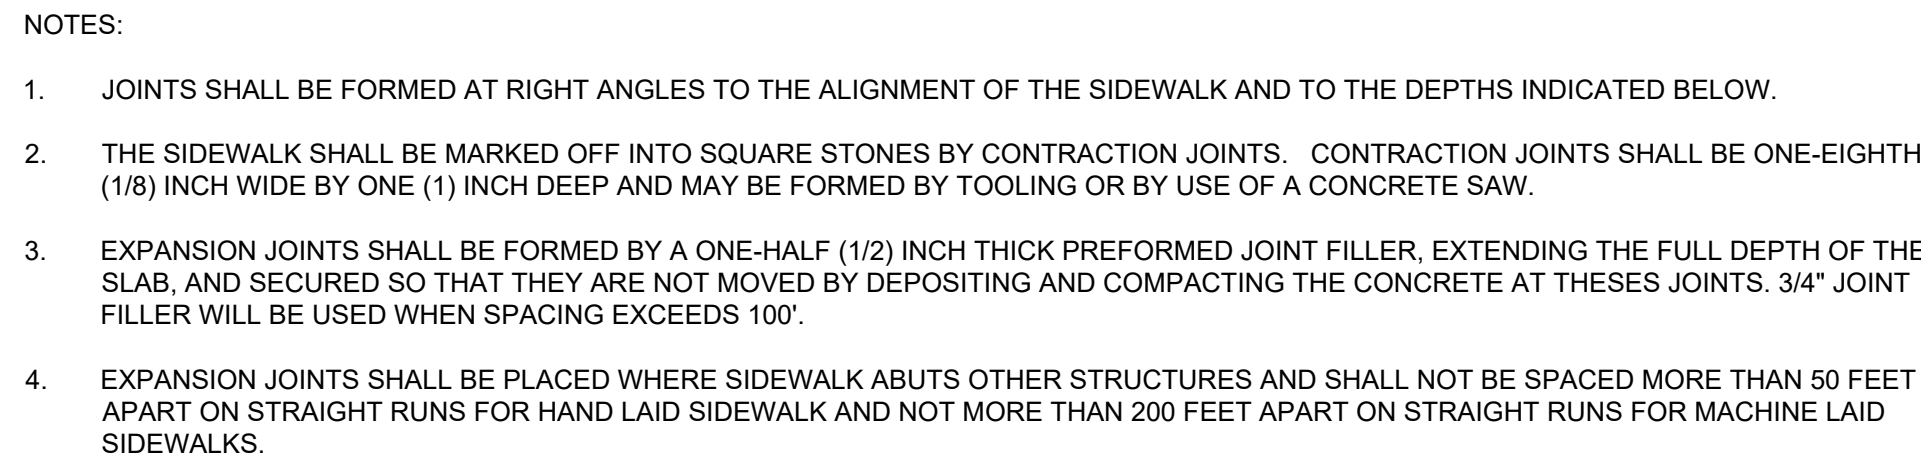 NOTES:
1. JOINTS SHALL BE FORMED AT RIGHT ANGLES TO THE ALIGNMENT OF THE SIDEWALK AND TO THE DEPTHS INDICATED BELOW.
2. THE SIDEWALK SHALL BE MARKED OFF INTO SQUARE STONES BY CONTRACTION JOINTS. CONTRACTION JOINTS SHALL BE ONE-EIGHTH
(1/8) INCH WIDE BY ONE (1) INCH DEEP AND MAY BE FORMED BY TOOLING OR BY USE OF A CONCRETE SAW.
3. EXPANSION JOINTS SHALL BE FORMED BY A ONE-HALF (1/2) INCH THICK PREFORMED JOINT FILLER, EXTENDING THE FULL DEPTH OF THE
SLAB, AND SECURED SO THAT THEY ARE NOT MOVED BY DEPOSITING AND COMPACTING THE CONCRETE AT THESES JOINTS. 3/4" JOINT
FILLER WILL BE USED WHEN SPACING EXCEEDS 100'.
4. EXPANSION JOINTS SHALL BE PLACED WHERE SIDEWALK ABUTS OTHER STRUCTURES AND SHALL NOT BE SPACED MORE THAN 50 FEET
APART ON STRAIGHT RUNS FOR HAND LAID SIDEWALK AND NOT MORE THAN 200 FEET APART ON STRAIGHT RUNS FOR MACHINE LAID
SIDEWALKS.